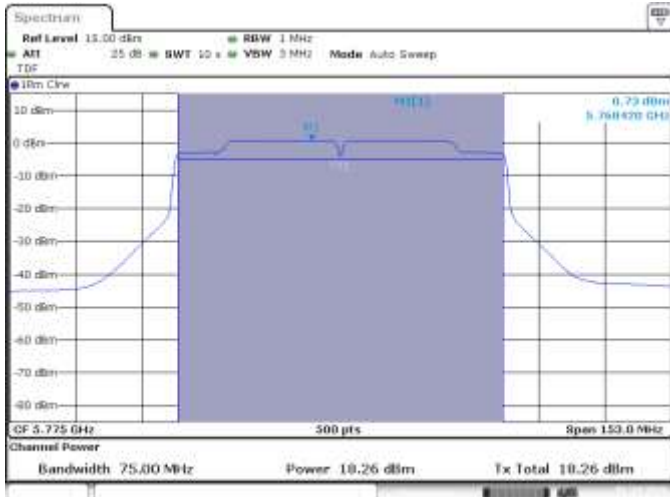 Spectrum
Ref Level 15.00 dBm RBW 1 MHz
Att 25 dB SWT 10 s VBW 3 MHz Mode Auto Sweep
TDF
1Rm Clrw
M1[1] 0.73 dBm
5.768420 GHz
10 dBm
M1
0 dBm
-10 dBm
-20 dBm
-30 dBm
-40 dBm
-50 dBm
-60 dBm
-70 dBm
-80 dBm
CF 5.775 GHz 500 pts Span 153.0 MHz
Channel Power
Bandwidth 75.00 MHz Power 18.26 dBm Tx Total 18.26 dBm